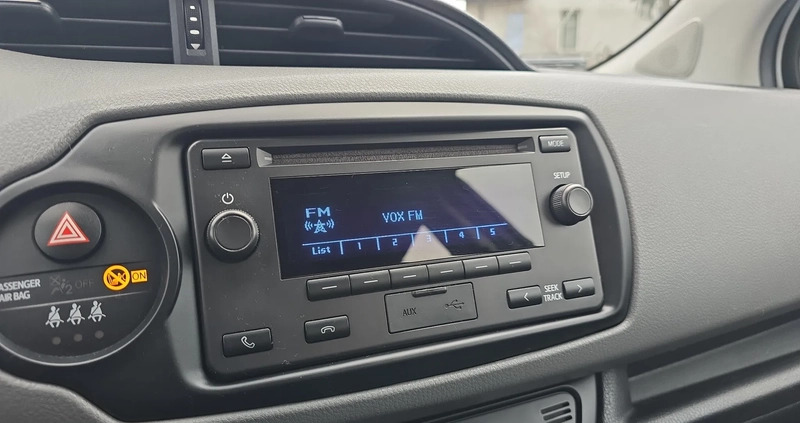 MODE
SETUP
FM
VOX FM
List 1 2 3 4 5
PASSENGER
AIR BAG
2 OFF
ON
AUX
SEEK
TRACK